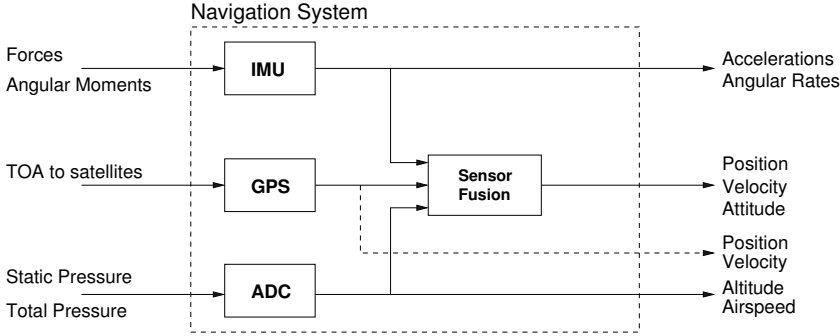 Navigation System
Forces
Angular Moments
IMU
Accelerations
Angular Rates
TOA to satellites
GPS
Sensor
Fusion
Position
Velocity
Attitude
Position
Velocity
Static Pressure
Total Pressure
ADC
Altitude
Airspeed